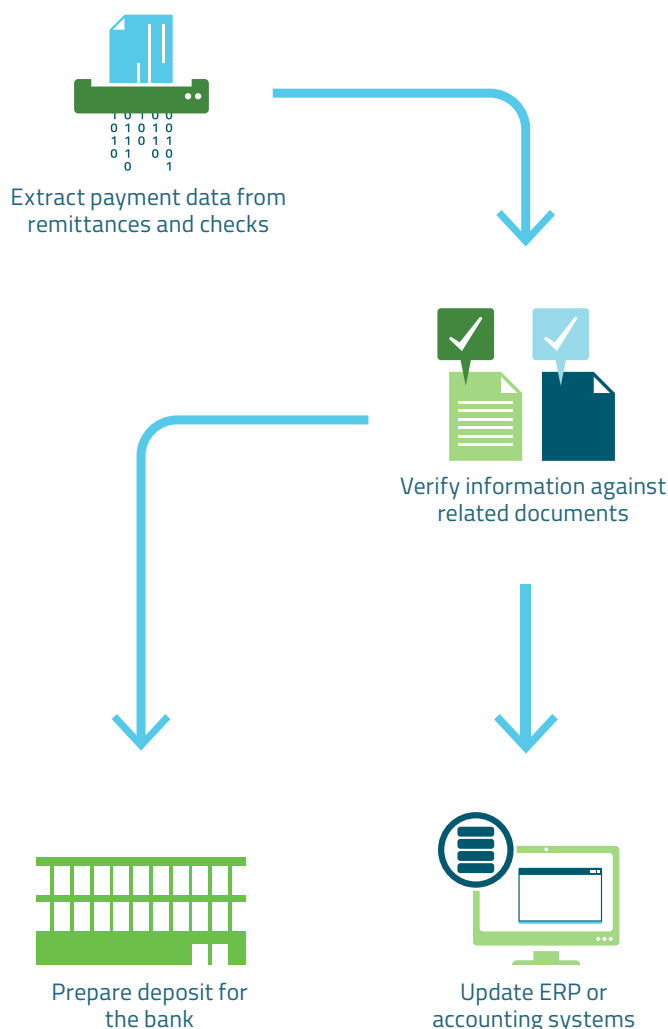 Extract payment data from
remittances and checks
Verify information against
related documents
Prepare deposit for
the bank
Update ERP or
accounting systems